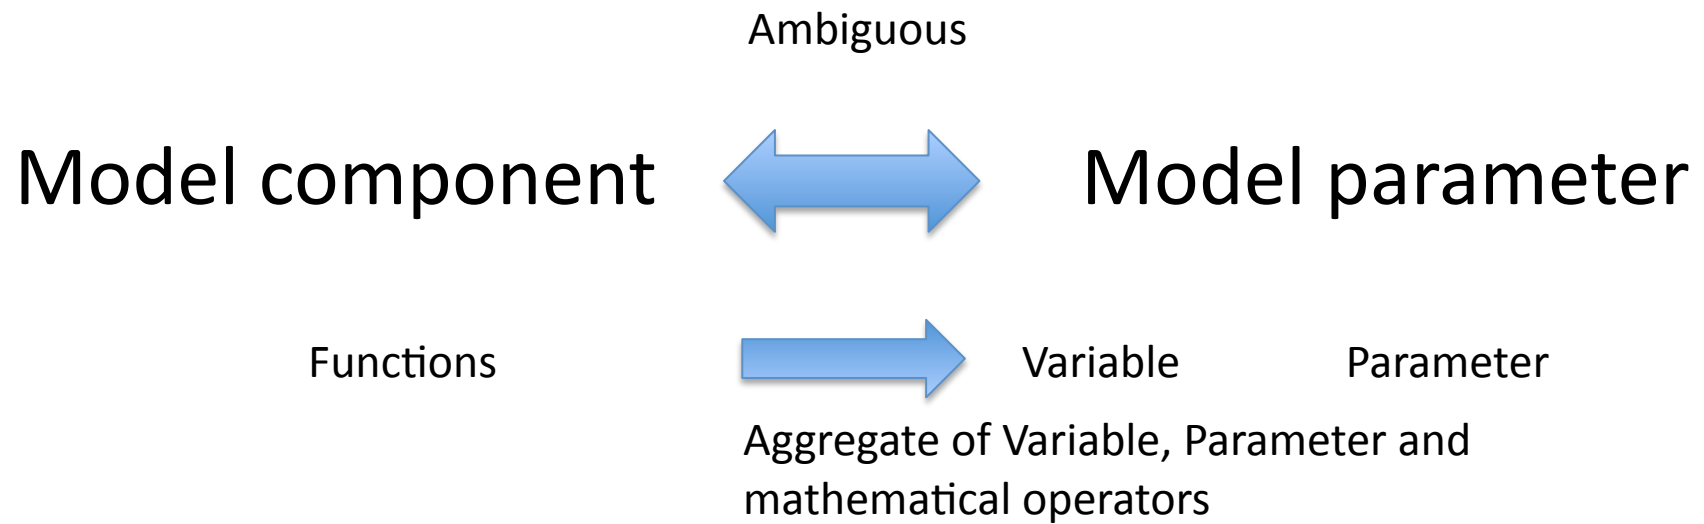 Ambiguous
Model component
Model parameter
Functions
Variable
Parameter
Aggregate of Variable, Parameter and
mathematical operators